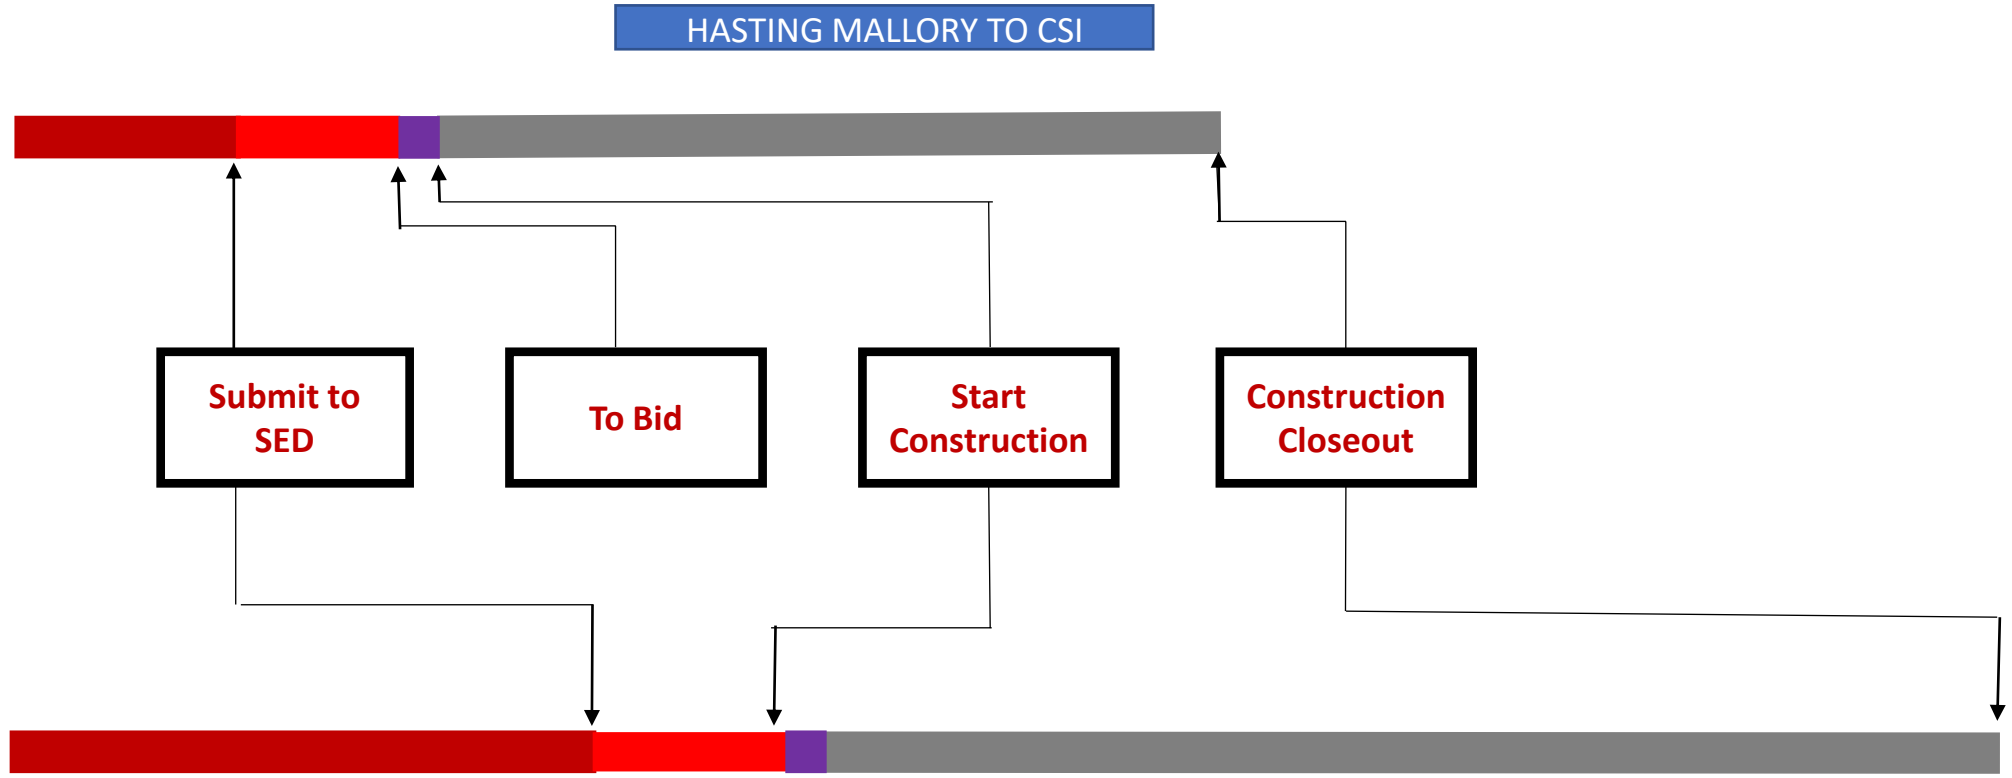 HASTING MALLORY TO CSI
Submit to
SED
To Bid
Start
Construction
Construction
Closeout